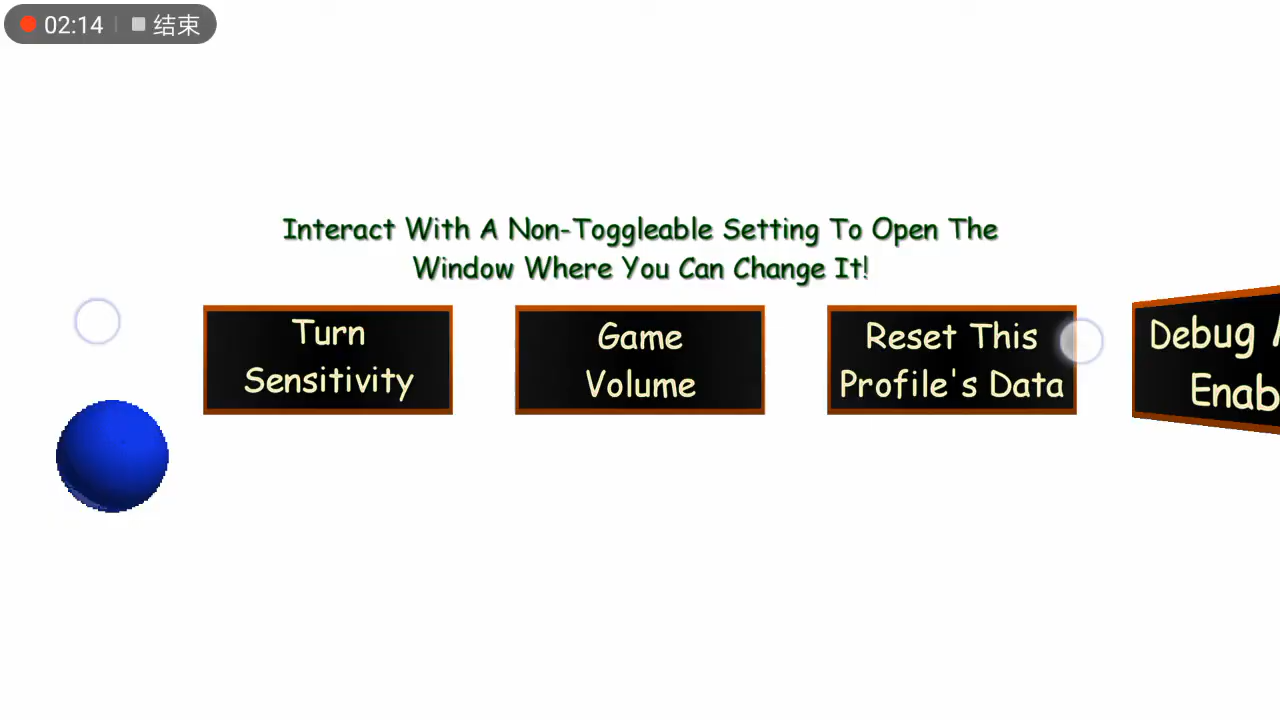 02:14 结束
Interact With A Non-Toggleable Setting To Open The
Window Where You Can Change It!
Turn
Sensitivity
Game
Volume
Reset This
Profile's Data
Debug